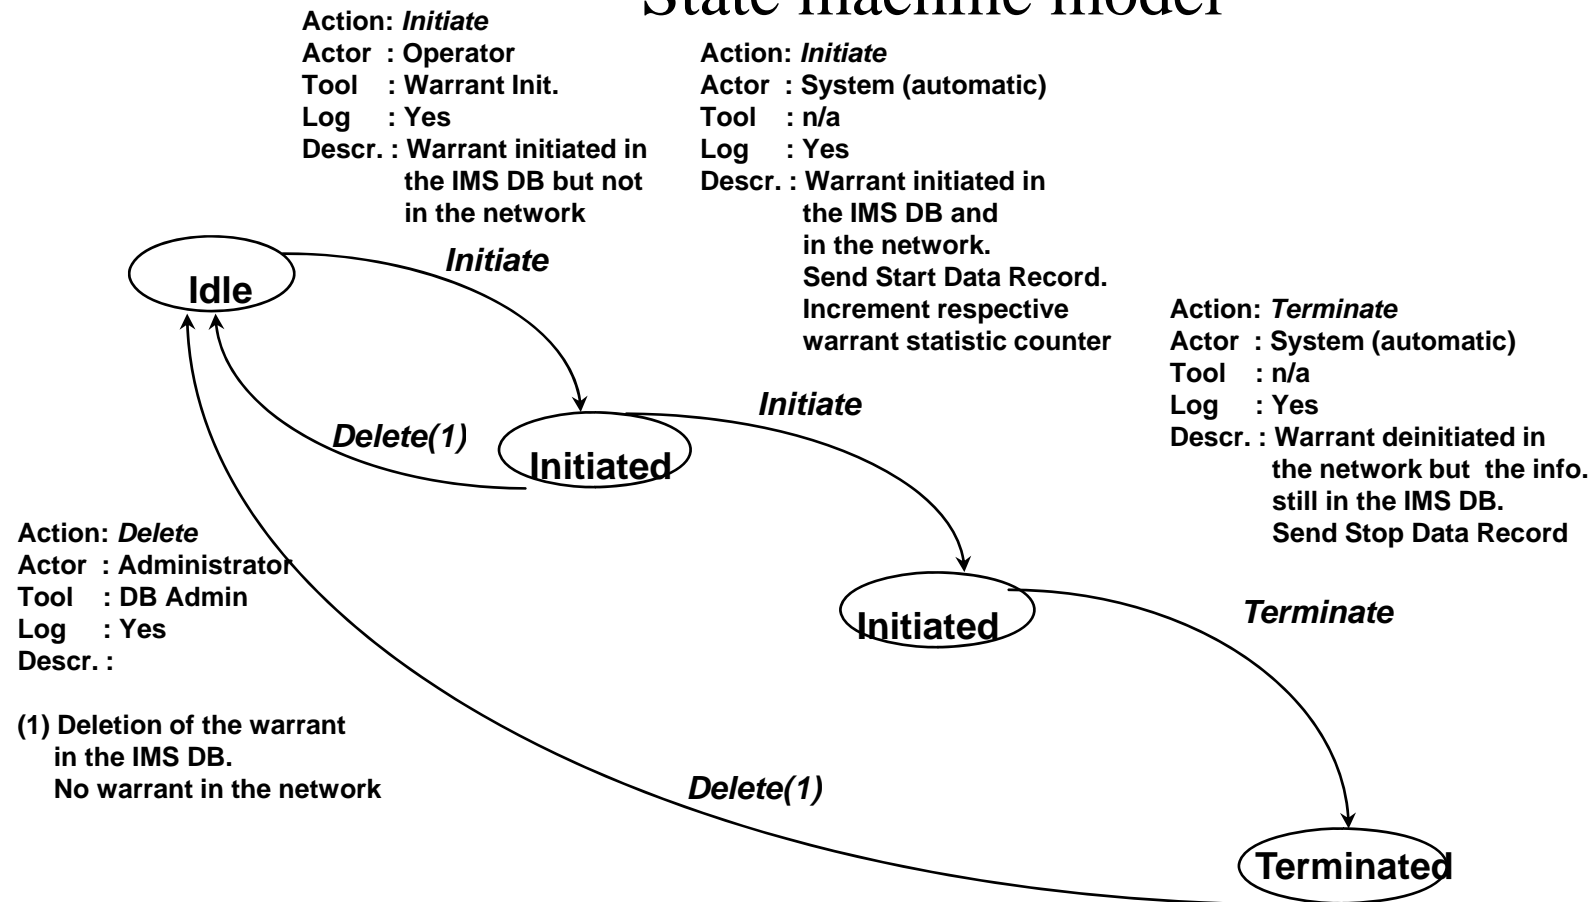 State machine model
Action: Initiate
Actor : Operator
Tool : Warrant Init.
Log : Yes
Descr. : Warrant initiated in
the IMS DB but not
in the network
Action: Initiate
Actor : System (automatic)
Tool : n/a
Log : Yes
Descr. : Warrant initiated in
the IMS DB and
in the network.
Send Start Data Record.
Increment respective
warrant statistic counter
Action: Terminate
Actor : System (automatic)
Tool : n/a
Log : Yes
Descr. : Warrant deinitiated in
the network but the info.
still in the IMS DB.
Send Stop Data Record
Idle
Initiate
Delete(1)
Initiated
Initiate
Initiated
Terminate
Action: Delete
Actor : Administrator
Tool : DB Admin
Log : Yes
Descr. :
(1) Deletion of the warrant
in the IMS DB.
No warrant in the network
Delete(1)
Terminated